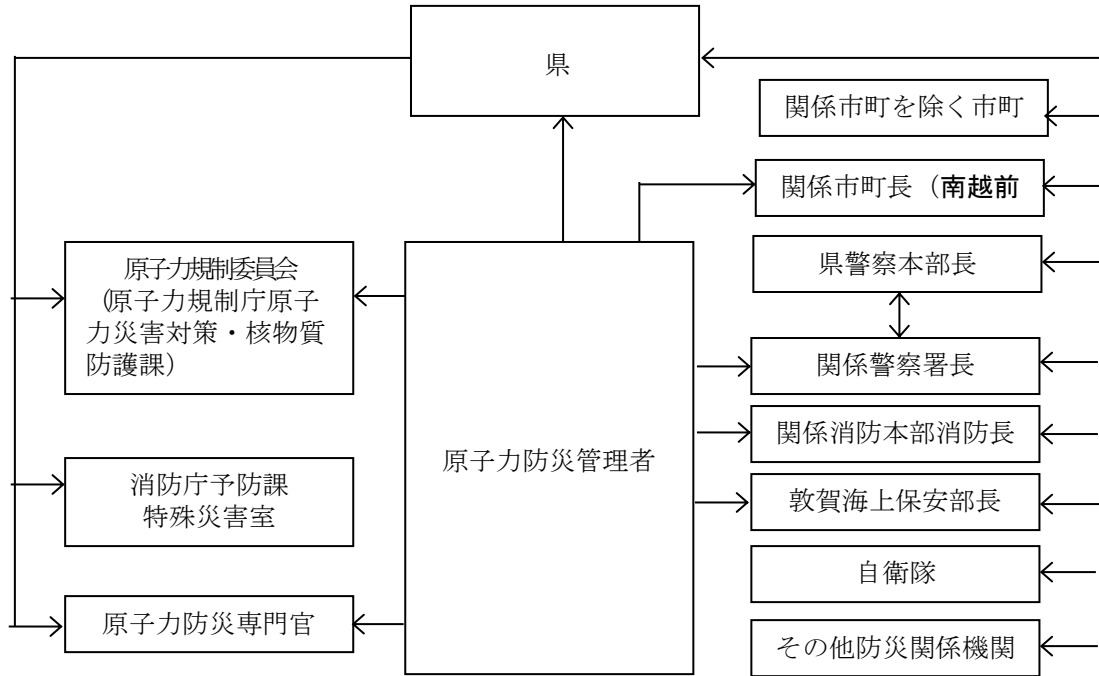 県
関係市町を除く市町
関係市町長（南越前
県警察本部長
原子力規制委員会
(原子力規制庁原子
力災害対策・核物質
防護課）
関係警察署長
関係消防本部消防長
原子力防災管理者
消防庁予防課
特殊災害室
敦賀海上保安部長
自衛隊
原子力防災専門官
その他防災関係機関